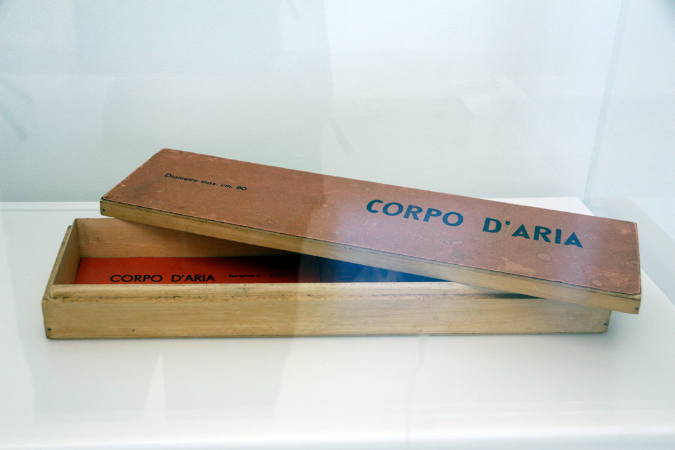 Diametro max. cm. 80
CORPO D'ARIA
CORPO D'ARIA